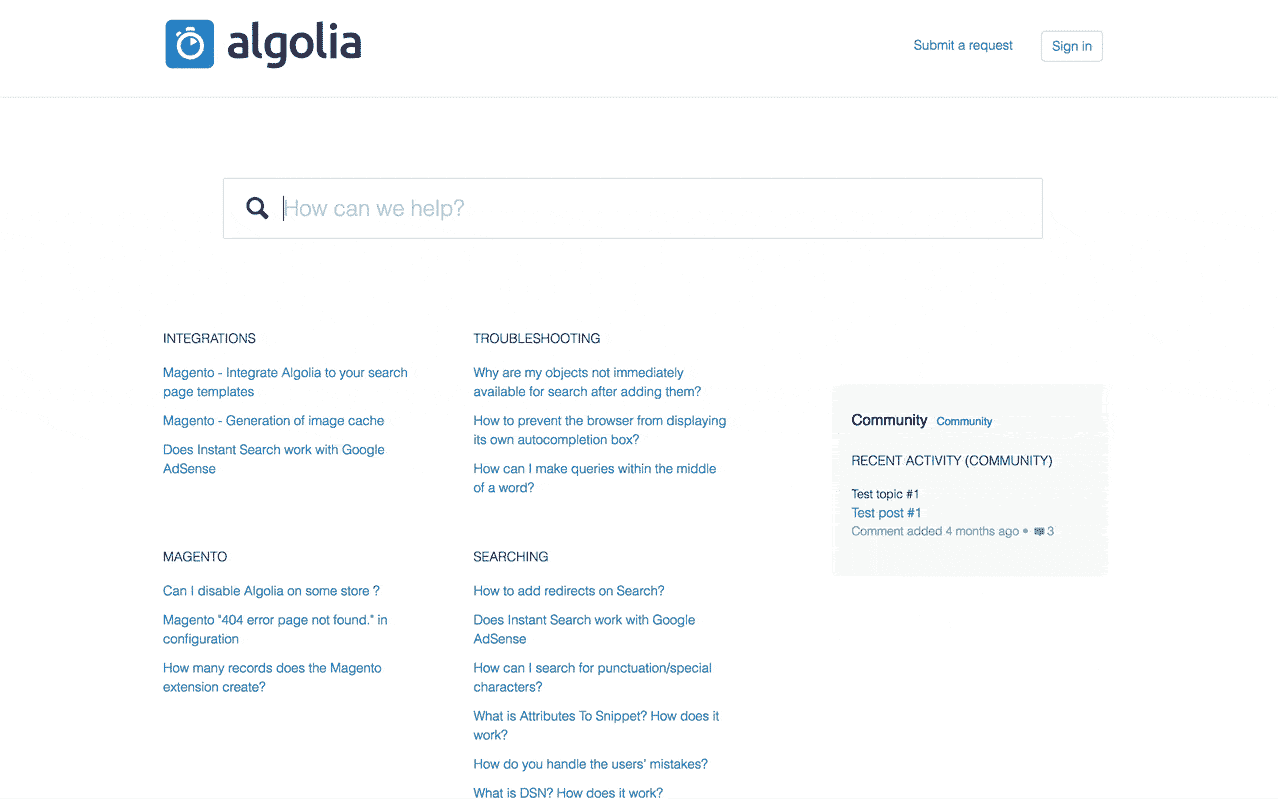 algolia
Submit a request
Sign in
How can we help?
INTEGRATIONS
Magento - Integrate Algolia to your search
page templates
Magento - Generation of image cache
Does Instant Search work with Google
AdSense
TROUBLESHOOTING
Why are my objects not immediately
available for search after adding them?
How to prevent the browser from displaying
its own autocompletion box?
How can I make queries within the middle
of a word?
Community Community
RECENT ACTIVITY (COMMUNITY)
Test topic #1
Test post #1
Comment added 4 months ago • 3
MAGENTO
Can I disable Algolia on some store ?
Magento "404 error page not found." in
configuration
How many records does the Magento
extension create?
SEARCHING
How to add redirects on Search?
Does Instant Search work with Google
AdSense
How can I search for punctuation/special
characters?
What is Attributes To Snippet? How does it
work?
How do you handle the users' mistakes?
What is DSN? How does it work?